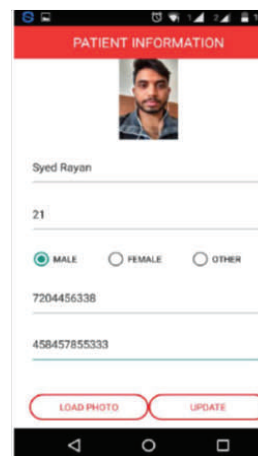 PATIENT INFORMATION
Syed Rayan
21
MALE FEMALE OTHER
7204456338
458457855333
LOAD PHOTO UPDATE